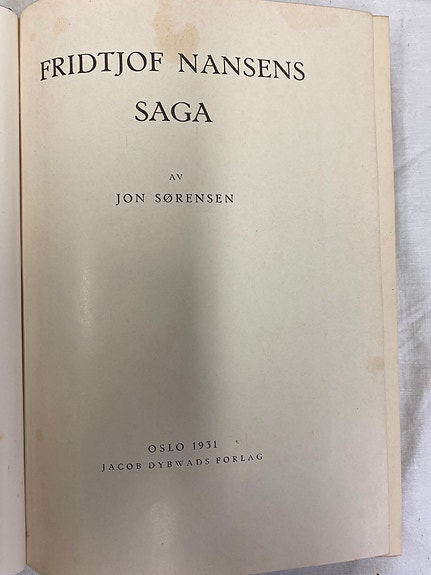 FRIDTJOF NANSENS
SAGA
AV
JON SØRENSEN
OSLO 1931
JACOB DYBWADS FORLAG